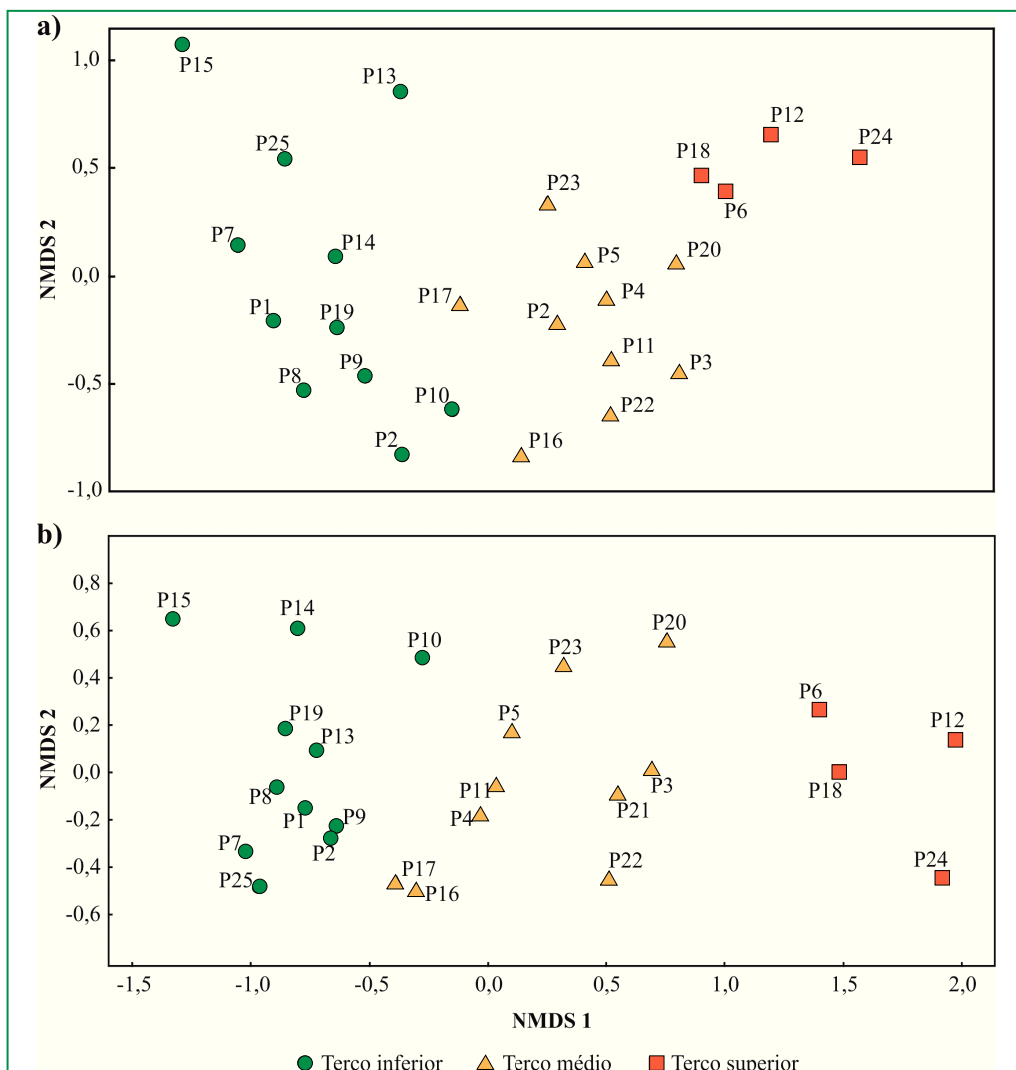 a)
1,0
P15
P13
P12
P24
P25
P18
0,5
P23
P6
P7
P14
P5
P20
0,0
P17
P4
P1
P19
P2
P11
P9
P3
P8
-0,5
P10
P22
P2
P16
-1,0
NMDS 2
b)
0,8
P15
P14
P20
0,6
P10
P23
0,4
P6
P19
P5
P12
0,2
P13
0,0
P8
P11
P3
P18
P1
P9
P4
P21
-0,2
P7
P2
P22
P24
-0,4
P25
P17
P16
-0,6
NMDS 2
-1,5 -1,0 -0,5 0,0 0,5 1,0 1,5 2,0
NMDS 1
Terço inferior Terço médio Terço superior